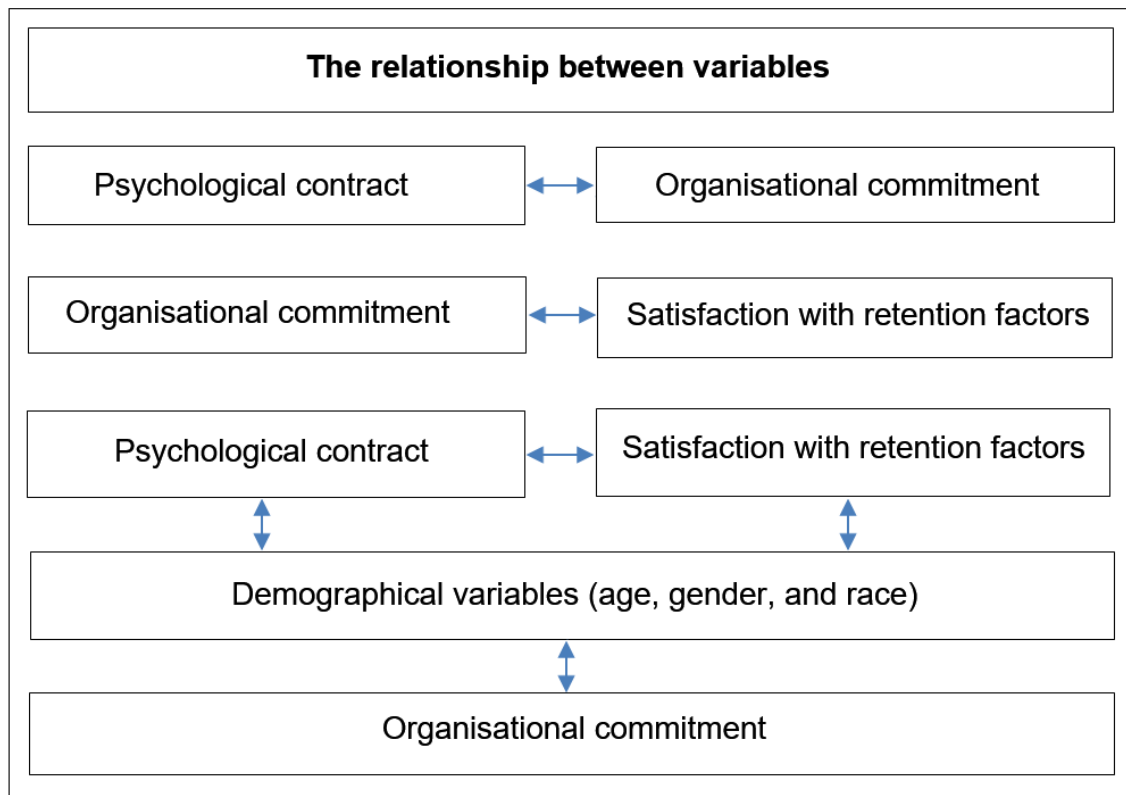 The relationship between variables
Psychological contract
Organisational commitment
Organisational commitment
Satisfaction with retention factors
Psychological contract
Satisfaction with retention factors
Demographical variables (age, gender, and race)
Organisational commitment